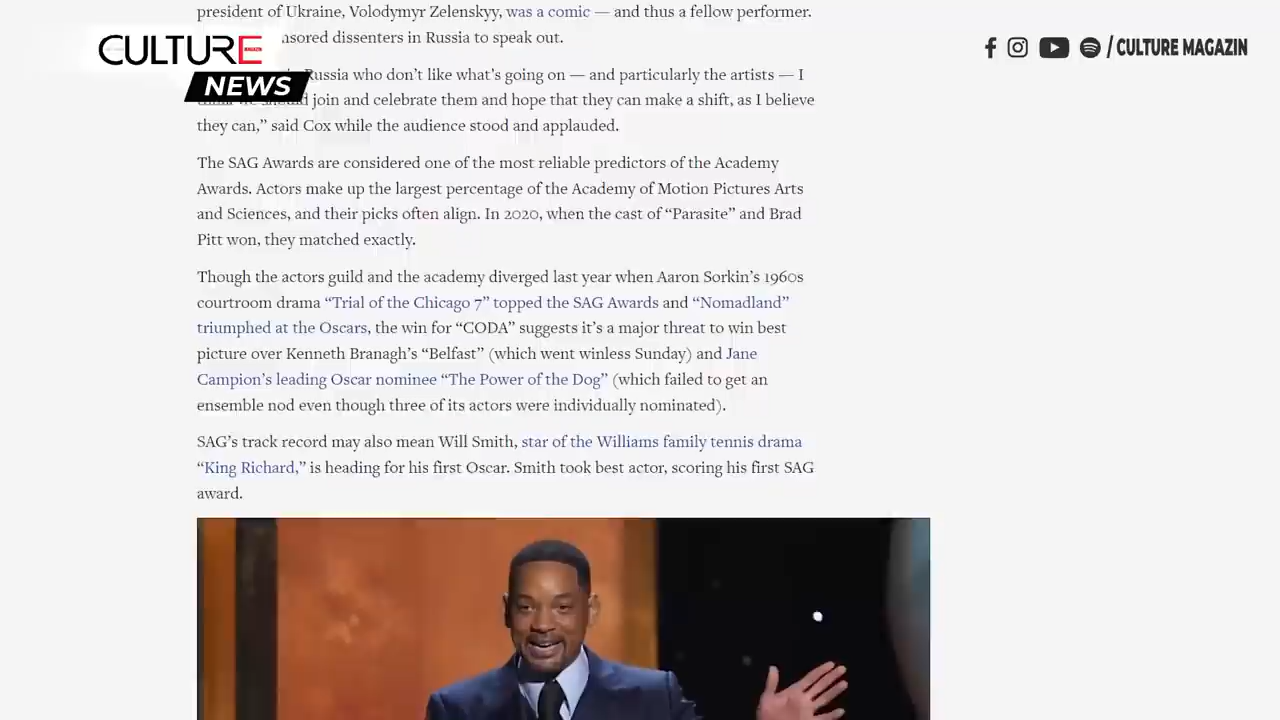 president of Ukraine, Volodymyr Zelenskyy, was a comic — and thus a fellow performer.
CULTURE
NEWS
/ CULTURE MAGAZIN
dissenters in Russia to speak out.
Russia who don’t like what’s going on — and particularly the artists — I
join and celebrate them and hope that they can make a shift, as I believe
they can,” said Cox while the audience stood and applauded.
The SAG Awards are considered one of the most reliable predictors of the Academy
Awards. Actors make up the largest percentage of the Academy of Motion Pictures Arts
and Sciences, and their picks often align. In 2020, when the cast of “Parasite” and Brad
Pitt won, they matched exactly.
Though the actors guild and the academy diverged last year when Aaron Sorkin’s 1960s
courtroom drama “Trial of the Chicago 7” topped the SAG Awards and “Nomadland”
triumphed at the Oscars, the win for “CODA” suggests it’s a major threat to win best
picture over Kenneth Branagh’s “Belfast” (which went winless Sunday) and Jane
Campion’s leading Oscar nominee “The Power of the Dog” (which failed to get an
ensemble nod even though three of its actors were individually nominated).
SAG’s track record may also mean Will Smith, star of the Williams family tennis drama
“King Richard,” is heading for his first Oscar. Smith took best actor, scoring his first SAG
award.